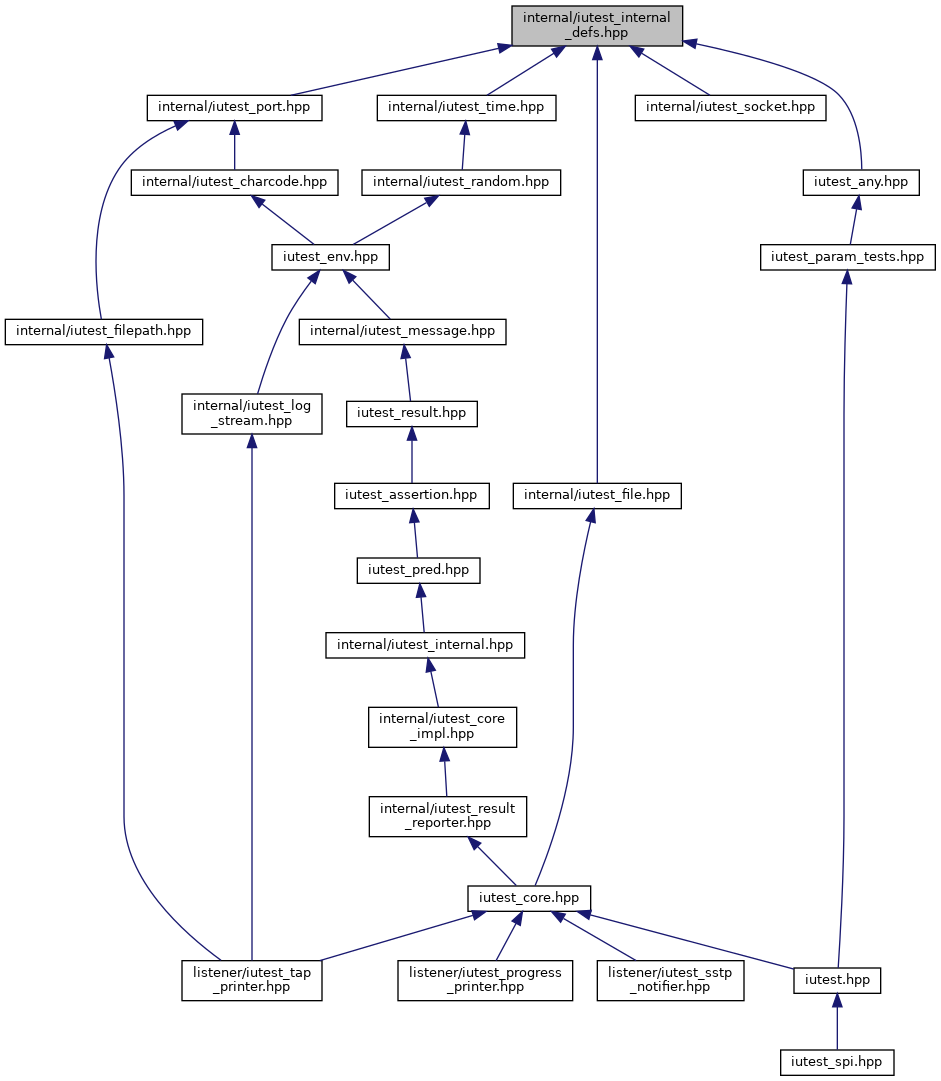 internal/iutest_internal
_defs.hpp
internal/iutest_port.hpp
internal/iutest_time.hpp
internal/iutest_socket.hpp
internal/iutest_charcode.hpp
internal/iutest_random.hpp
iutest_any.hpp
iutest_env.hpp
iutest_param_tests.hpp
internal/iutest_filepath.hpp
internal/iutest_message.hpp
internal/iutest_log
_stream.hpp
iutest_result.hpp
iutest_assertion.hpp
internal/iutest_file.hpp
iutest_pred.hpp
internal/iutest_internal.hpp
internal/iutest_core
_impl.hpp
internal/iutest_result
_reporter.hpp
iutest_core.hpp
listener/iutest_tap
_printer.hpp
listener/iutest_progress
_printer.hpp
listener/iutest_sstp
_notifier.hpp
iutest.hpp
iutest_spi.hpp